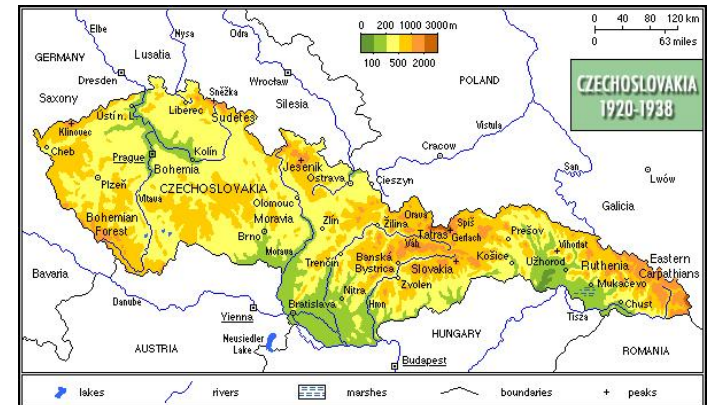 Elbe
Nysa
Odra
0 200 1000 3000m
100 500 2000
0 40 80 120 km
0 63 miles
GERMANY
Lusatia
Dresden
Wrocław
POLAND
CZECHOSLOVAKIA
1920-1938
Saxony
Sněžka
Silesia
Ústí n. L.
Liberec
Sudetes
Vistula
Klínovec
Cheb
Prague
Kolín
Cracow
Jeseník
San
Lwów
Bohemia
Ostrava
Cieszyn
Plzeň
CZECHOSLOVAKIA
Vltava
Olomouc
Galicia
Bohemian
Forest
Moravia
Zlín
Orava
Spiš
Brno
Žilina
Tatras
Gerlach
Prešov
Vihorlat
Morava
Váh
Banská
Bystrica
Slovakia
Košice
Užhorod
Ruthenia
Eastern
Carpathians
Trenčín
Bavaria
Zvolen
Mukačevo
Danube
Nitra
Hron
Chust
Bratislava
Vienna
Tisza
Neusiedler
Lake
HUNGARY
AUSTRIA
ROMANIA
Budapest
lakes rivers marshes boundaries peaks